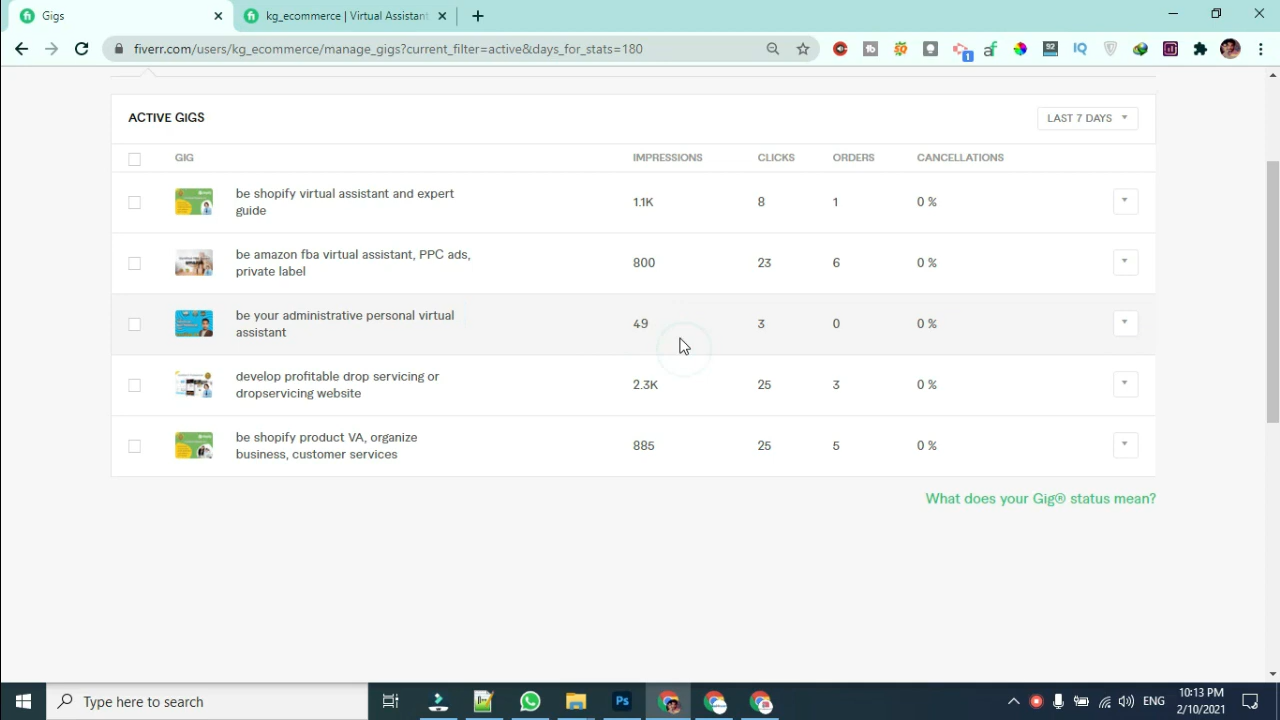 Gigs
kg_ecommerce | Virtual Assistant
fiverr.com/users/kg_ecommerce/manage_gigs?current_filter=active&days_for_stats=180
92
IQ
1
ACTIVE GIGS
LAST 7 DAYS
GIG IMPRESSIONS CLICKS ORDERS CANCELLATIONS
be shopify virtual assistant and expert
guide
1.1K 8 1 0 %
be amazon fba virtual assistant, PPC ads,
private label
800 23 6 0 %
be your administrative personal virtual
assistant
49 3 0 0 %
develop profitable drop servicing or
dropservicing website
2.3K 25 3 0 %
be shopify product VA, organize
business, customer services
885 25 5 0 %
What does your Gig® status mean?
Type here to search
Ps
ENG
10:13 PM
2/10/2021